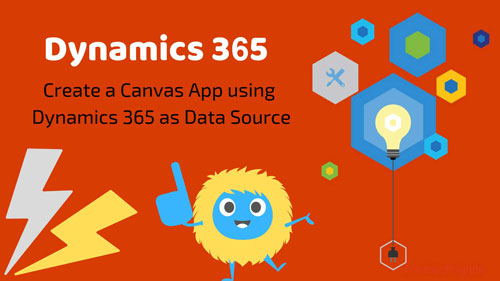 Dynamics 365
Create a Canvas App using
Dynamics 365 as Data Source